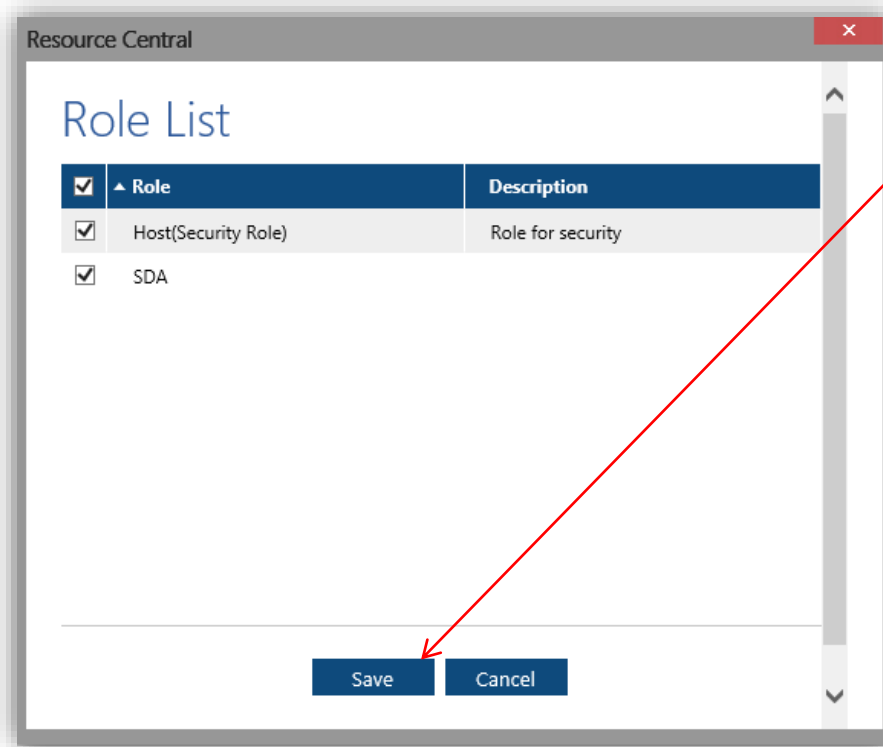 Resource Central
Role List
Role Description
Host(Security Role) Role for security
SDA
Save Cancel